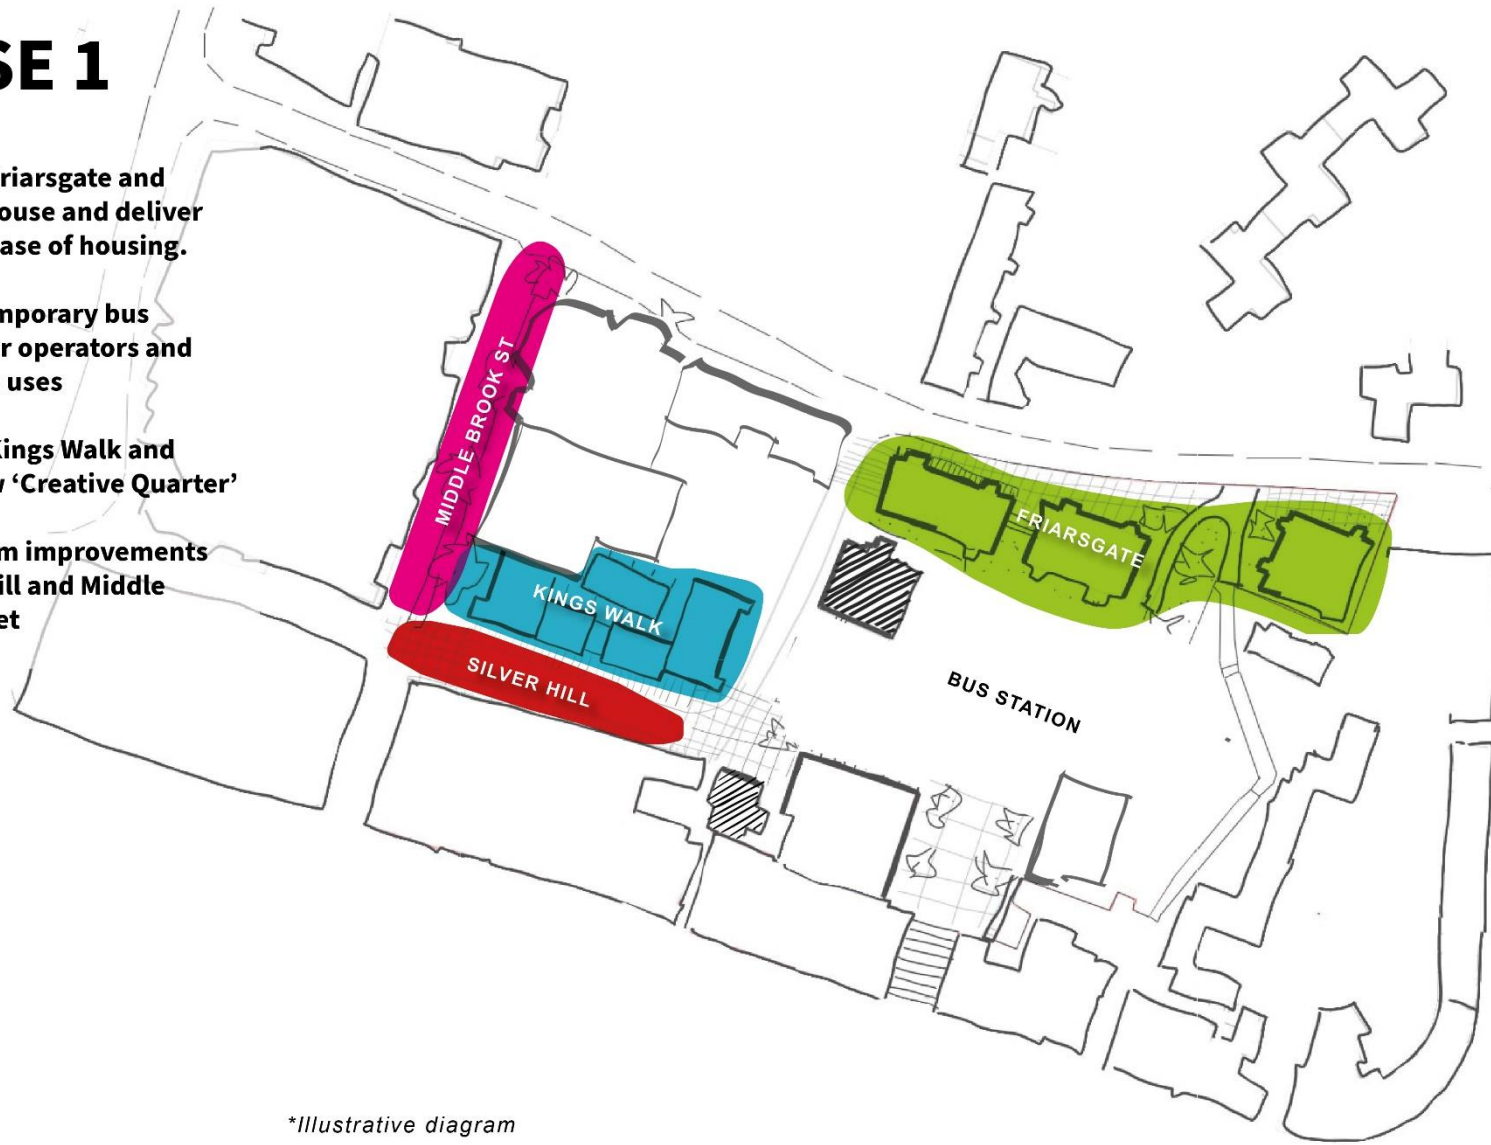 SE 1
riarsgate and
ouse and deliver
ase of housing.
mporary bus
r operators and
uses
Kings Walk and
‘Creative Quarter’
m improvements
ill and Middle
et
MIDDLE BROOK ST
KINGS WALK
SILVER HILL
FRIARSGATE
BUS STATION
*Illustrative diagram